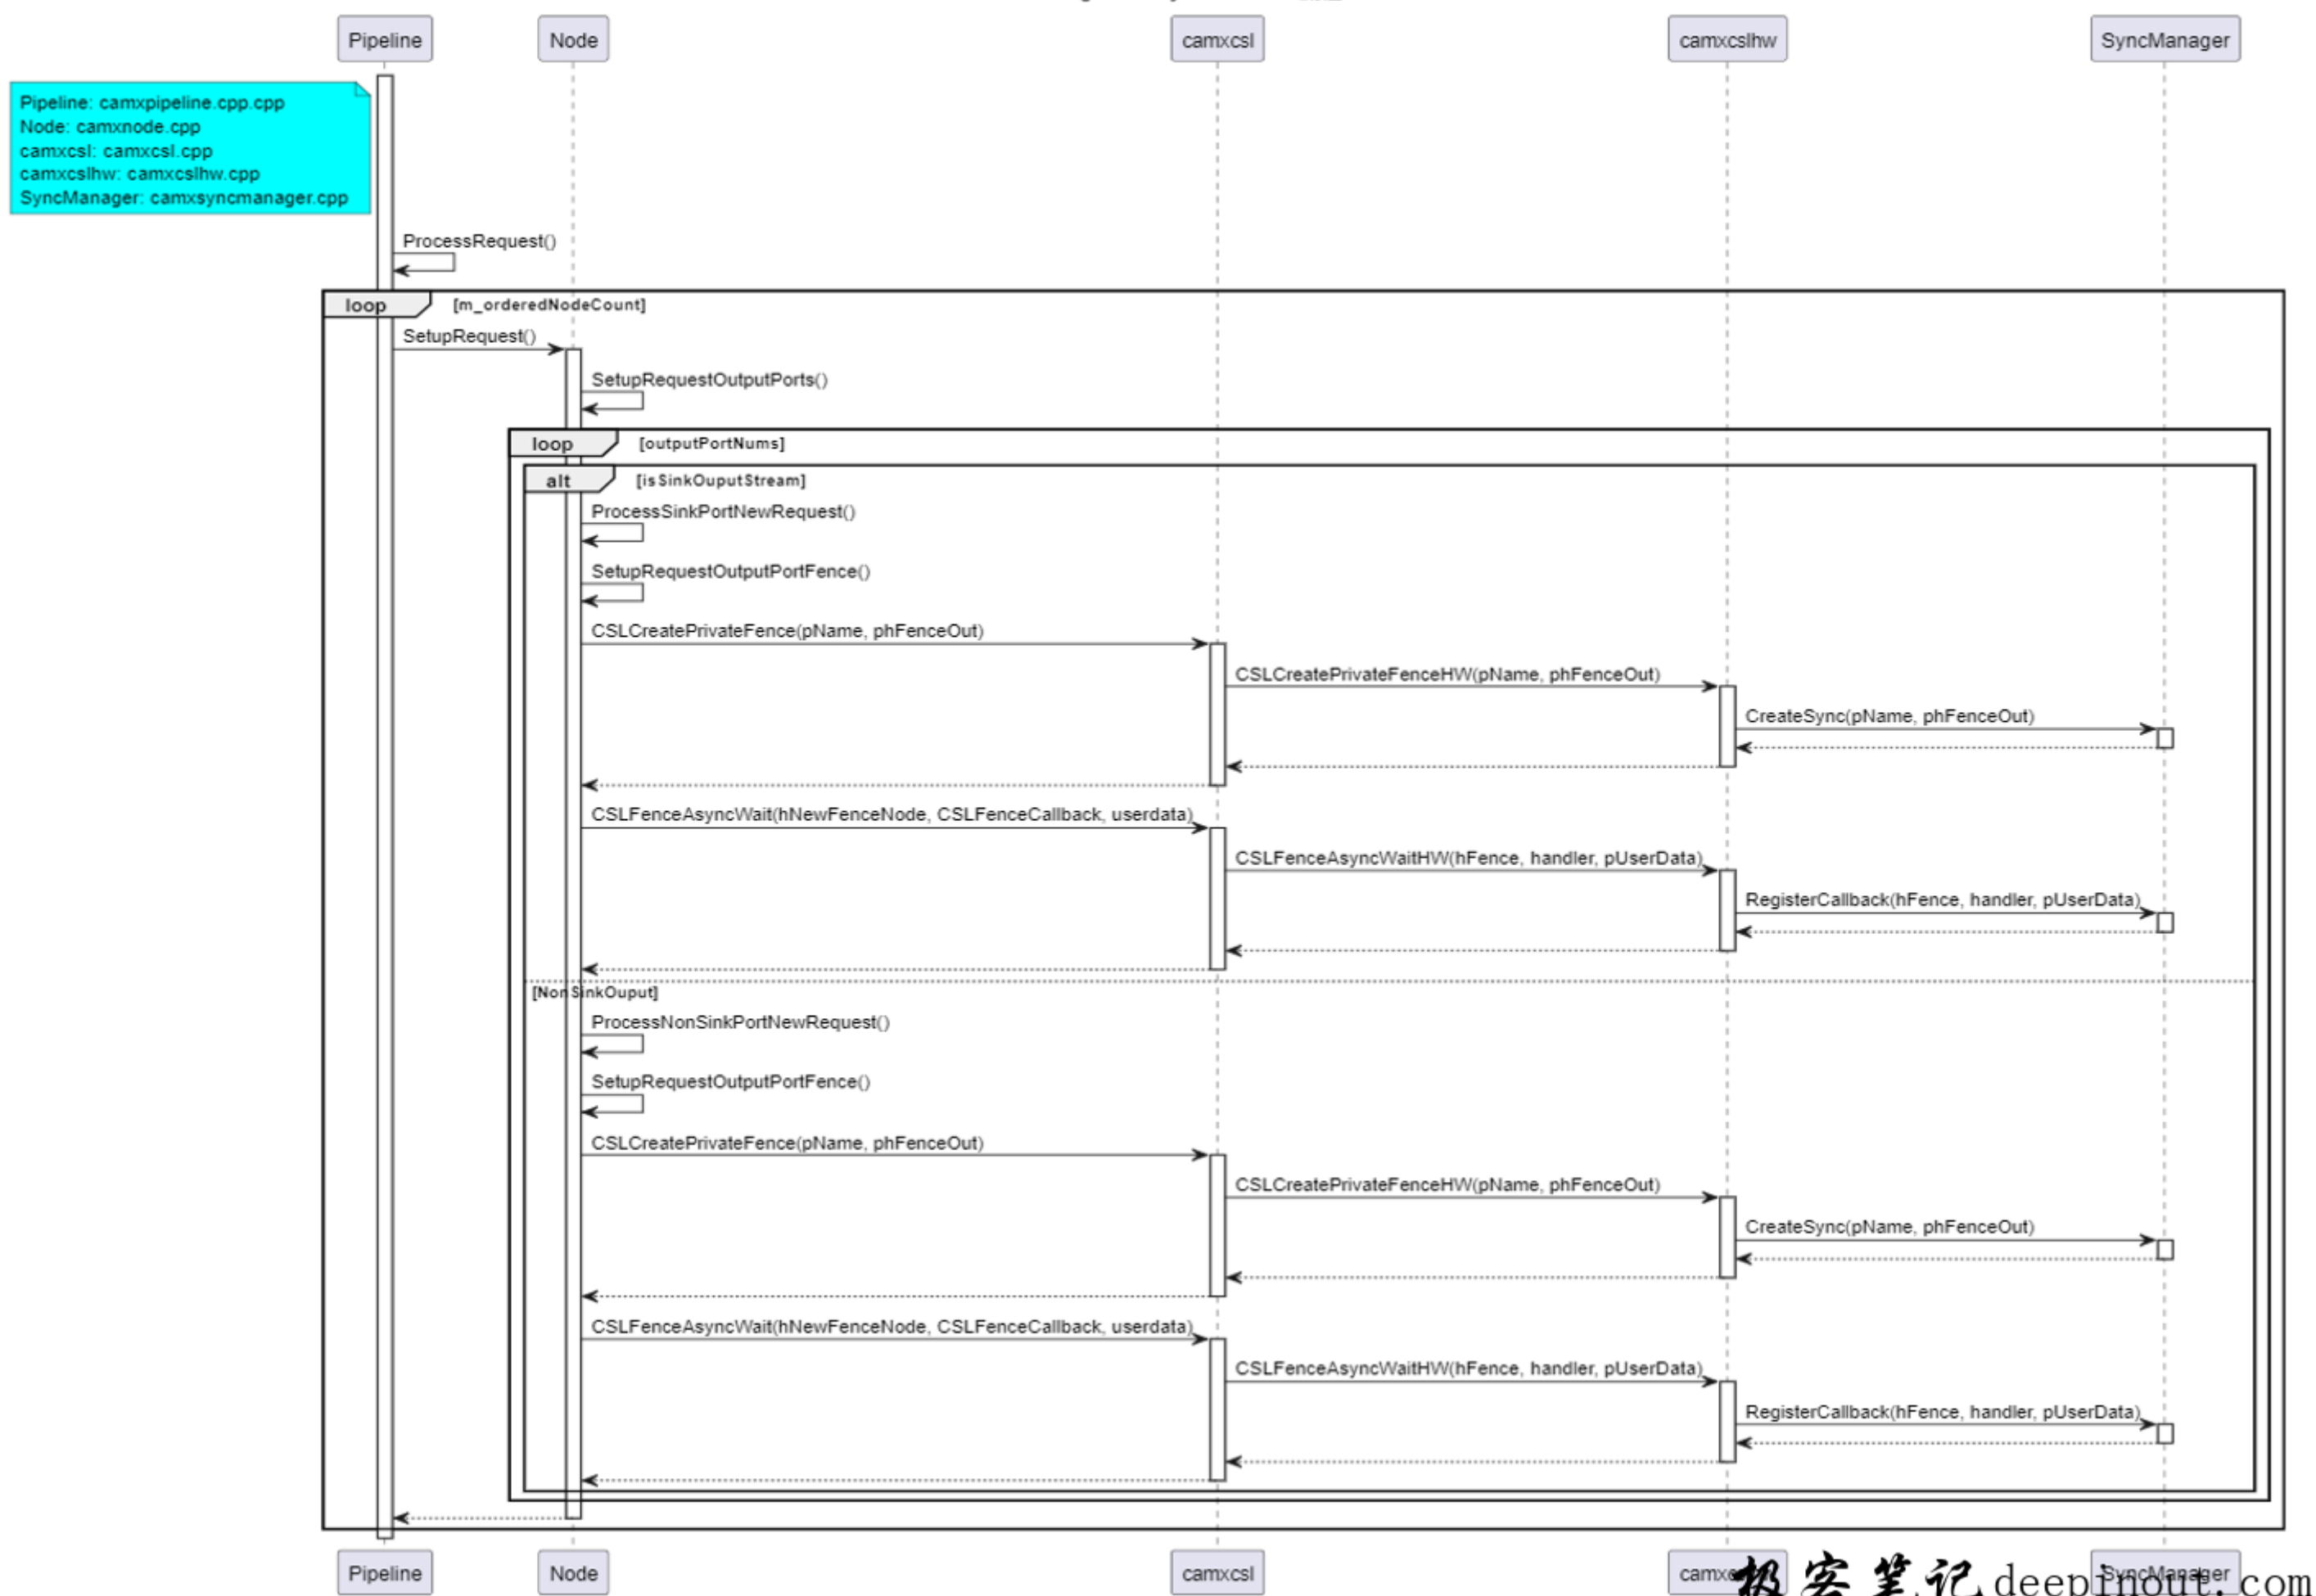 Pipeline
Node
camxcsl
camxcslhw
SyncManager
Pipeline: camxpipeline.cpp.cpp
Node: camxnode.cpp
camxcsl: camxcsl.cpp
camxcslhw: camxcslhw.cpp
SyncManager: camxsyncmanager.cpp
ProcessRequest()
loop [m_orderedNodeCount]
SetupRequest()
SetupRequestOutputPorts()
loop [outputPortNums]
alt [isSinkOuputStream]
ProcessSinkPortNewRequest()
SetupRequestOutputPortFence()
CSLCreatePrivateFence(pName, phFenceOut)
CSLCreatePrivateFenceHW(pName, phFenceOut)
CreateSync(pName, phFenceOut)
CSLFenceAsyncWait(hNewFenceNode, CSLFenceCallback, userdata)
CSLFenceAsyncWaitHW(hFence, handler, pUserData)
RegisterCallback(hFence, handler, pUserData)
[NonSinkOuput]
ProcessNonSinkPortNewRequest()
SetupRequestOutputPortFence()
CSLCreatePrivateFence(pName, phFenceOut)
CSLCreatePrivateFenceHW(pName, phFenceOut)
CreateSync(pName, phFenceOut)
CSLFenceAsyncWait(hNewFenceNode, CSLFenceCallback, userdata)
CSLFenceAsyncWaitHW(hFence, handler, pUserData)
RegisterCallback(hFence, handler, pUserData)
Pipeline
Node
camxcsl
SyncManager
极客笔记 deepinout.com